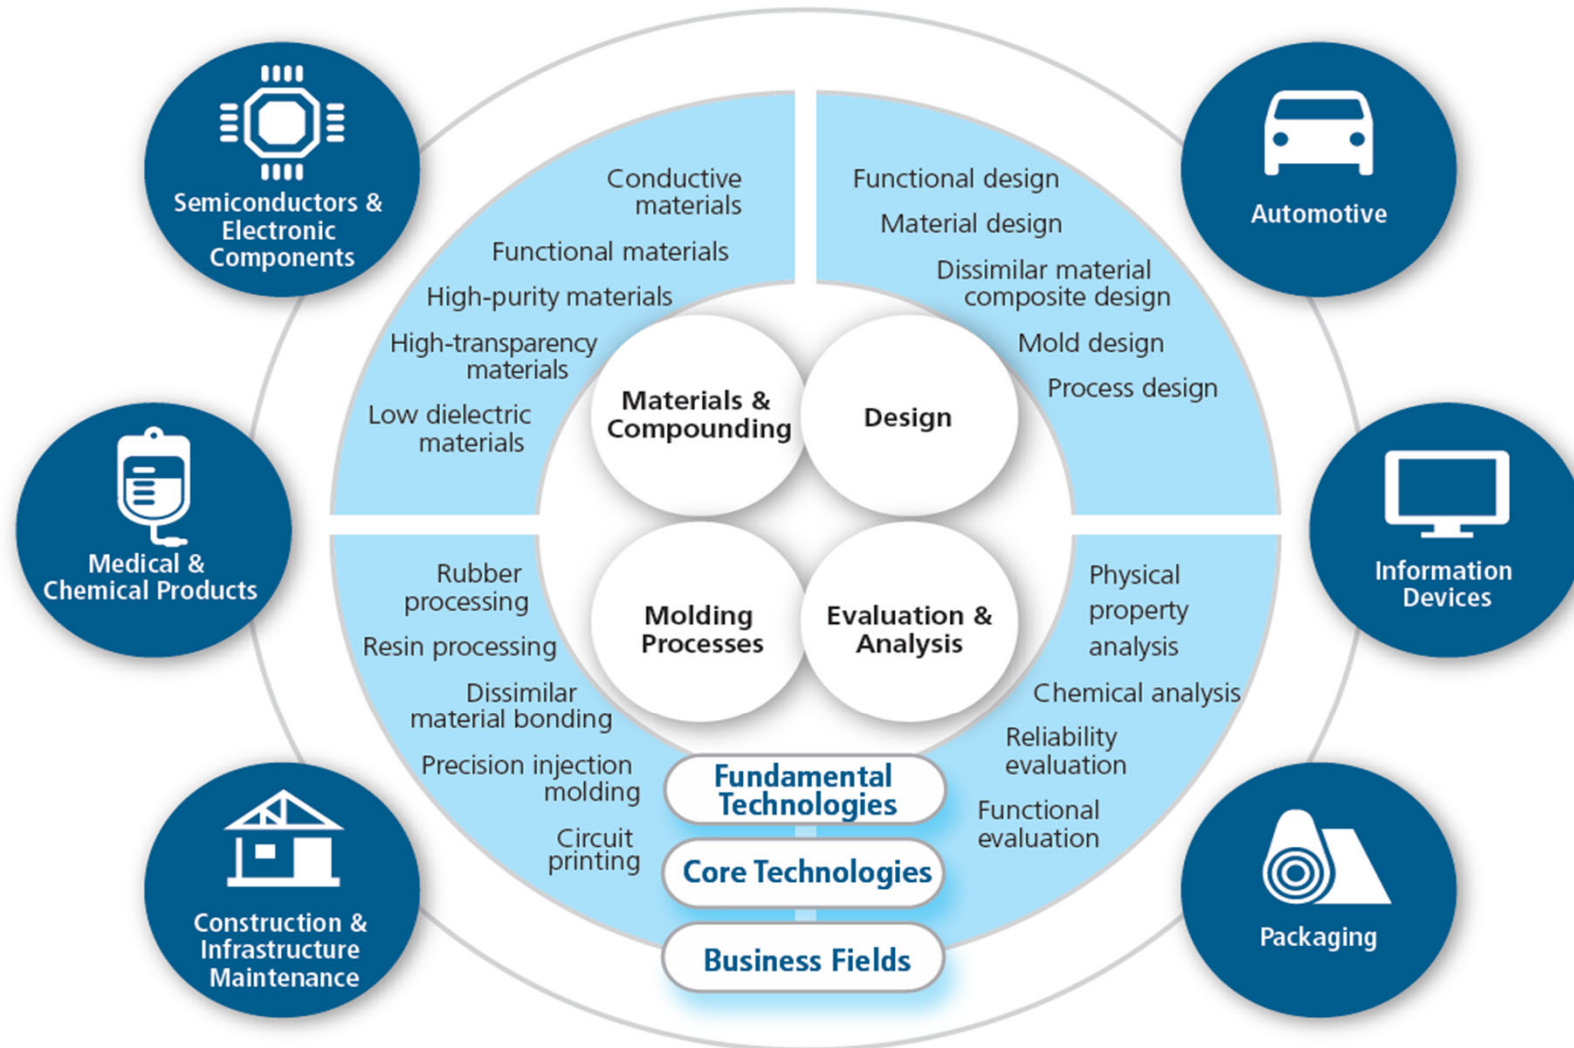 Semiconductors &
Electronic
Components
Automotive
Medical &
Chemical Products
Information
Devices
Construction &
Infrastructure
Maintenance
Packaging
Conductive
materials
Functional materials
High-purity materials
High-transparency
materials
Low dielectric
materials
Functional design
Material design
Dissimilar material
composite design
Mold design
Process design
Materials &
Compounding
Design
Molding
Processes
Evaluation &
Analysis
Rubber
processing
Resin processing
Dissimilar
material bonding
Precision injection
molding
Circuit
printing
Physical
property
analysis
Chemical analysis
Reliability
evaluation
Functional
evaluation
Fundamental
Technologies
Core Technologies
Business Fields